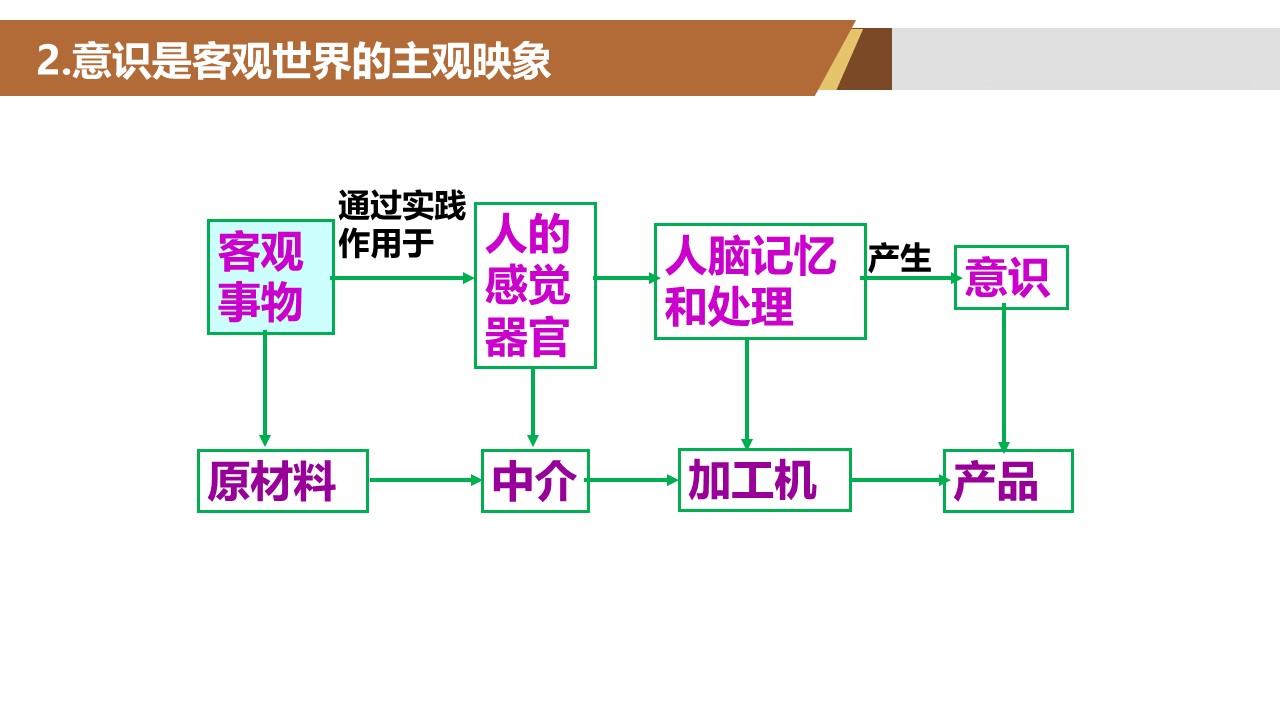 2.意识是客观世界的主观映象
通过实践
作用于
客观
事物
人的
感觉
器官
人脑记忆
和处理
产生
意识
原材料
中介
加工机
产品